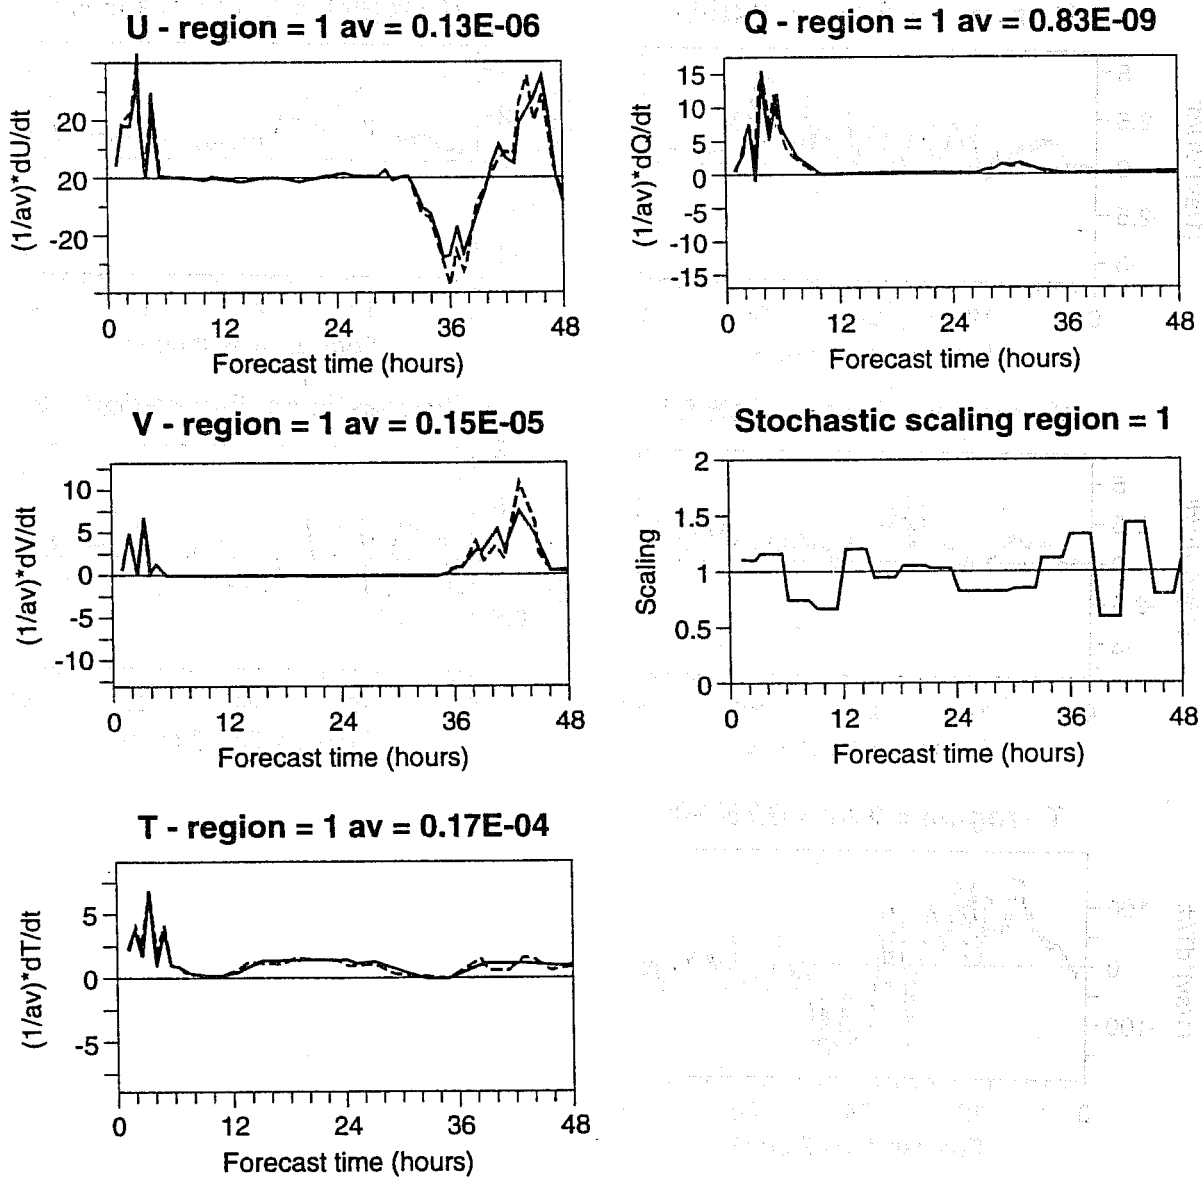 U - region = 1 av = 0.13E-06
(1/av)*dU/dt
20
20
-20
0 12 24 36 48
Forecast time (hours)
Q - region = 1 av = 0.83E-09
(1/av)*dQ/dt
15
10
5
0
-5
-10
-15
0 12 24 36 48
Forecast time (hours)
V - region = 1 av = 0.15E-05
(1/av)*dV/dt
10
5
0
-5
-10
0 12 24 36 48
Forecast time (hours)
Stochastic scaling region = 1
Scaling
2
1.5
1
0.5
0
0 12 24 36 48
Forecast time (hours)
T - region = 1 av = 0.17E-04
(1/av)*dT/dt
5
0
-5
0 12 24 36 48
Forecast time (hours)